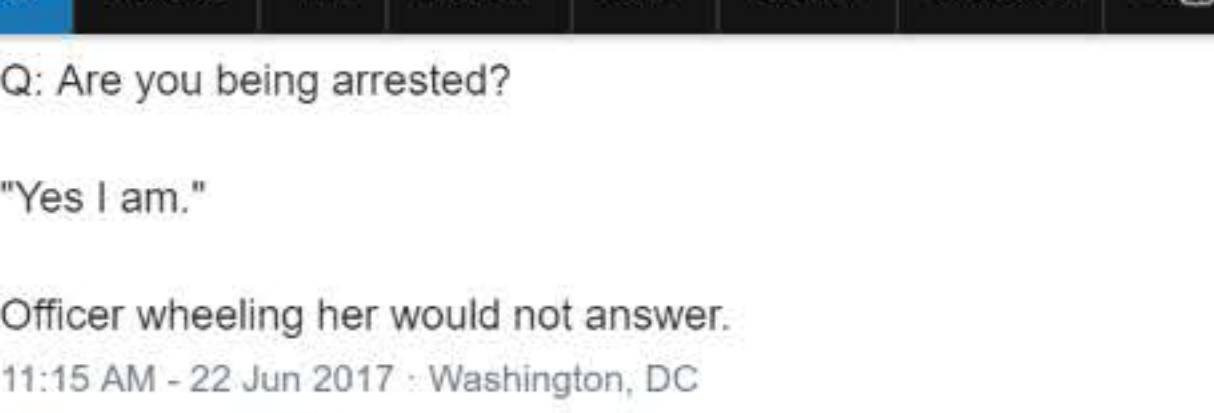 Q: Are you being arrested?
"Yes I am."
Officer wheeling her would not answer.
11:15 AM - 22 Jun 2017 · Washington, DC